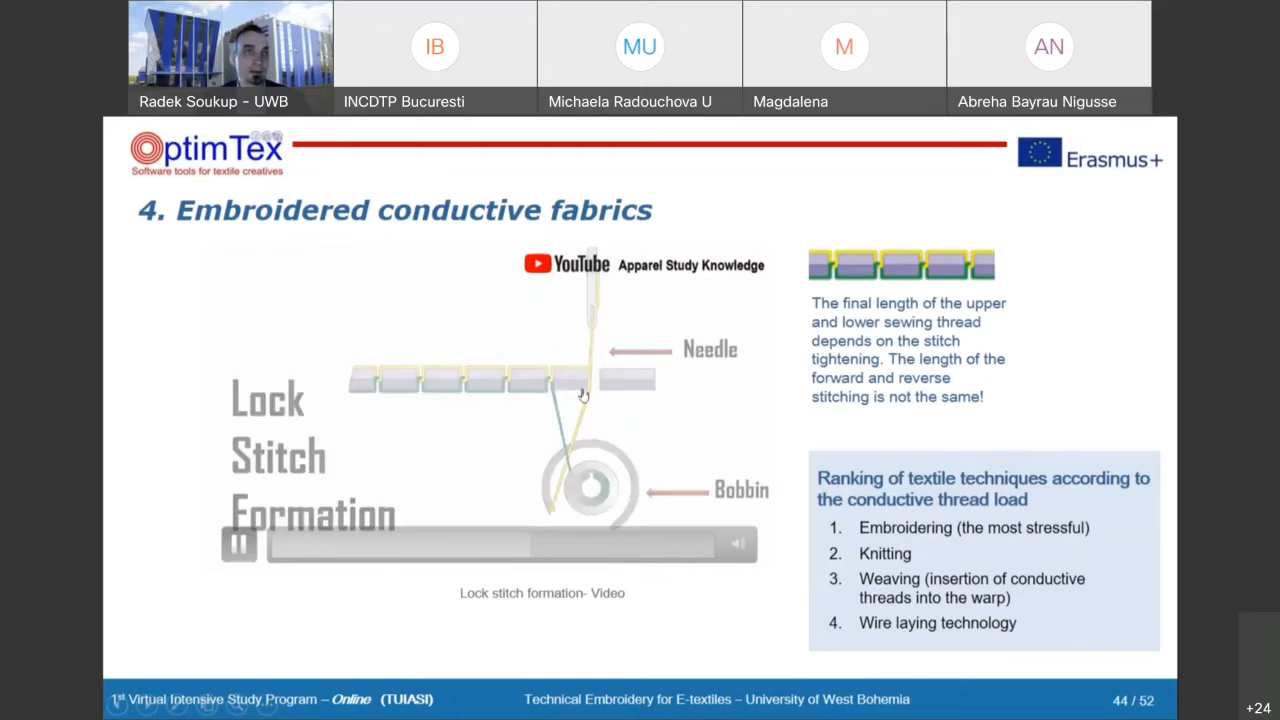 IB
MU
M
AN
Radek Soukup - UWB
INCDTP Bucuresti
Michaela Radouchova U
Magdalena
Abreha Bayrau Nigusse
OptimTex
Software tools for textile creatives
Erasmus+
4. Embroidered conductive fabrics
YouTube Apparel Study Knowledge
Needle
Lock
Stitch
Formation
Bobbin
Lock stitch formation- Video
The final length of the upper
and lower sewing thread
depends on the stitch
tightening. The length of the
forward and reverse
stitching is not the same!
Ranking of textile techniques according to
the conductive thread load
1. Embroidering (the most stressful)
2. Knitting
3. Weaving (insertion of conductive
threads into the warp)
4. Wire laying technology
1st Virtual Intensive Study Program – Online (TUIASI)
Technical Embroidery for E-textiles – University of West Bohemia
44 / 52
+24